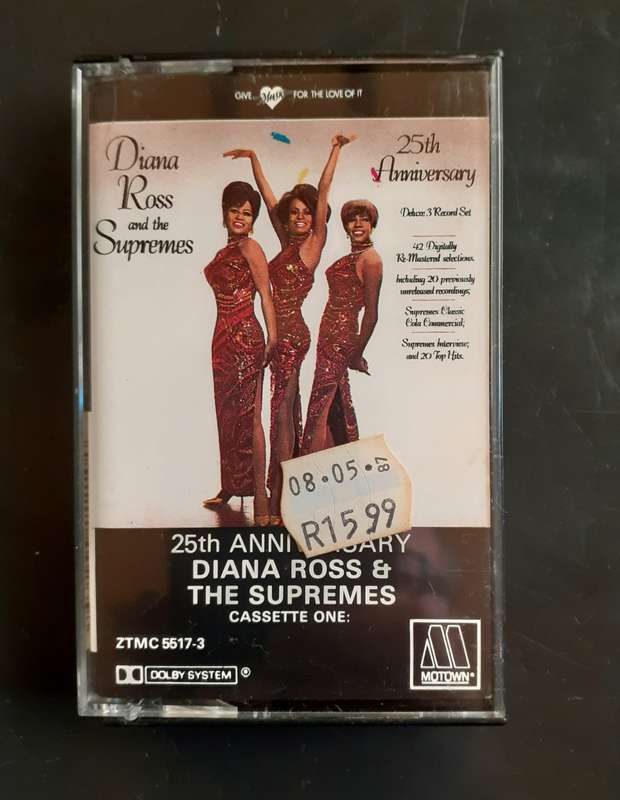 GIVE... Music FOR THE LOVE OF IT
Diana
Ross
and the
Supremes
25th
Anniversary
Deluxe 3 Record Set
42 Digitally
Re-Mastered selections.
Including 20 previously
unreleased recordings;
Supremes Classic
Cola Commercial;
Supremes Interview;
and 20 Top Hits.
08·05·87
R15.99
25th ANNIVERSARY
DIANA ROSS &
THE SUPREMES
CASSETTE ONE:
ZTMC 5517-3
DOLBY SYSTEM ®
MOTOWN